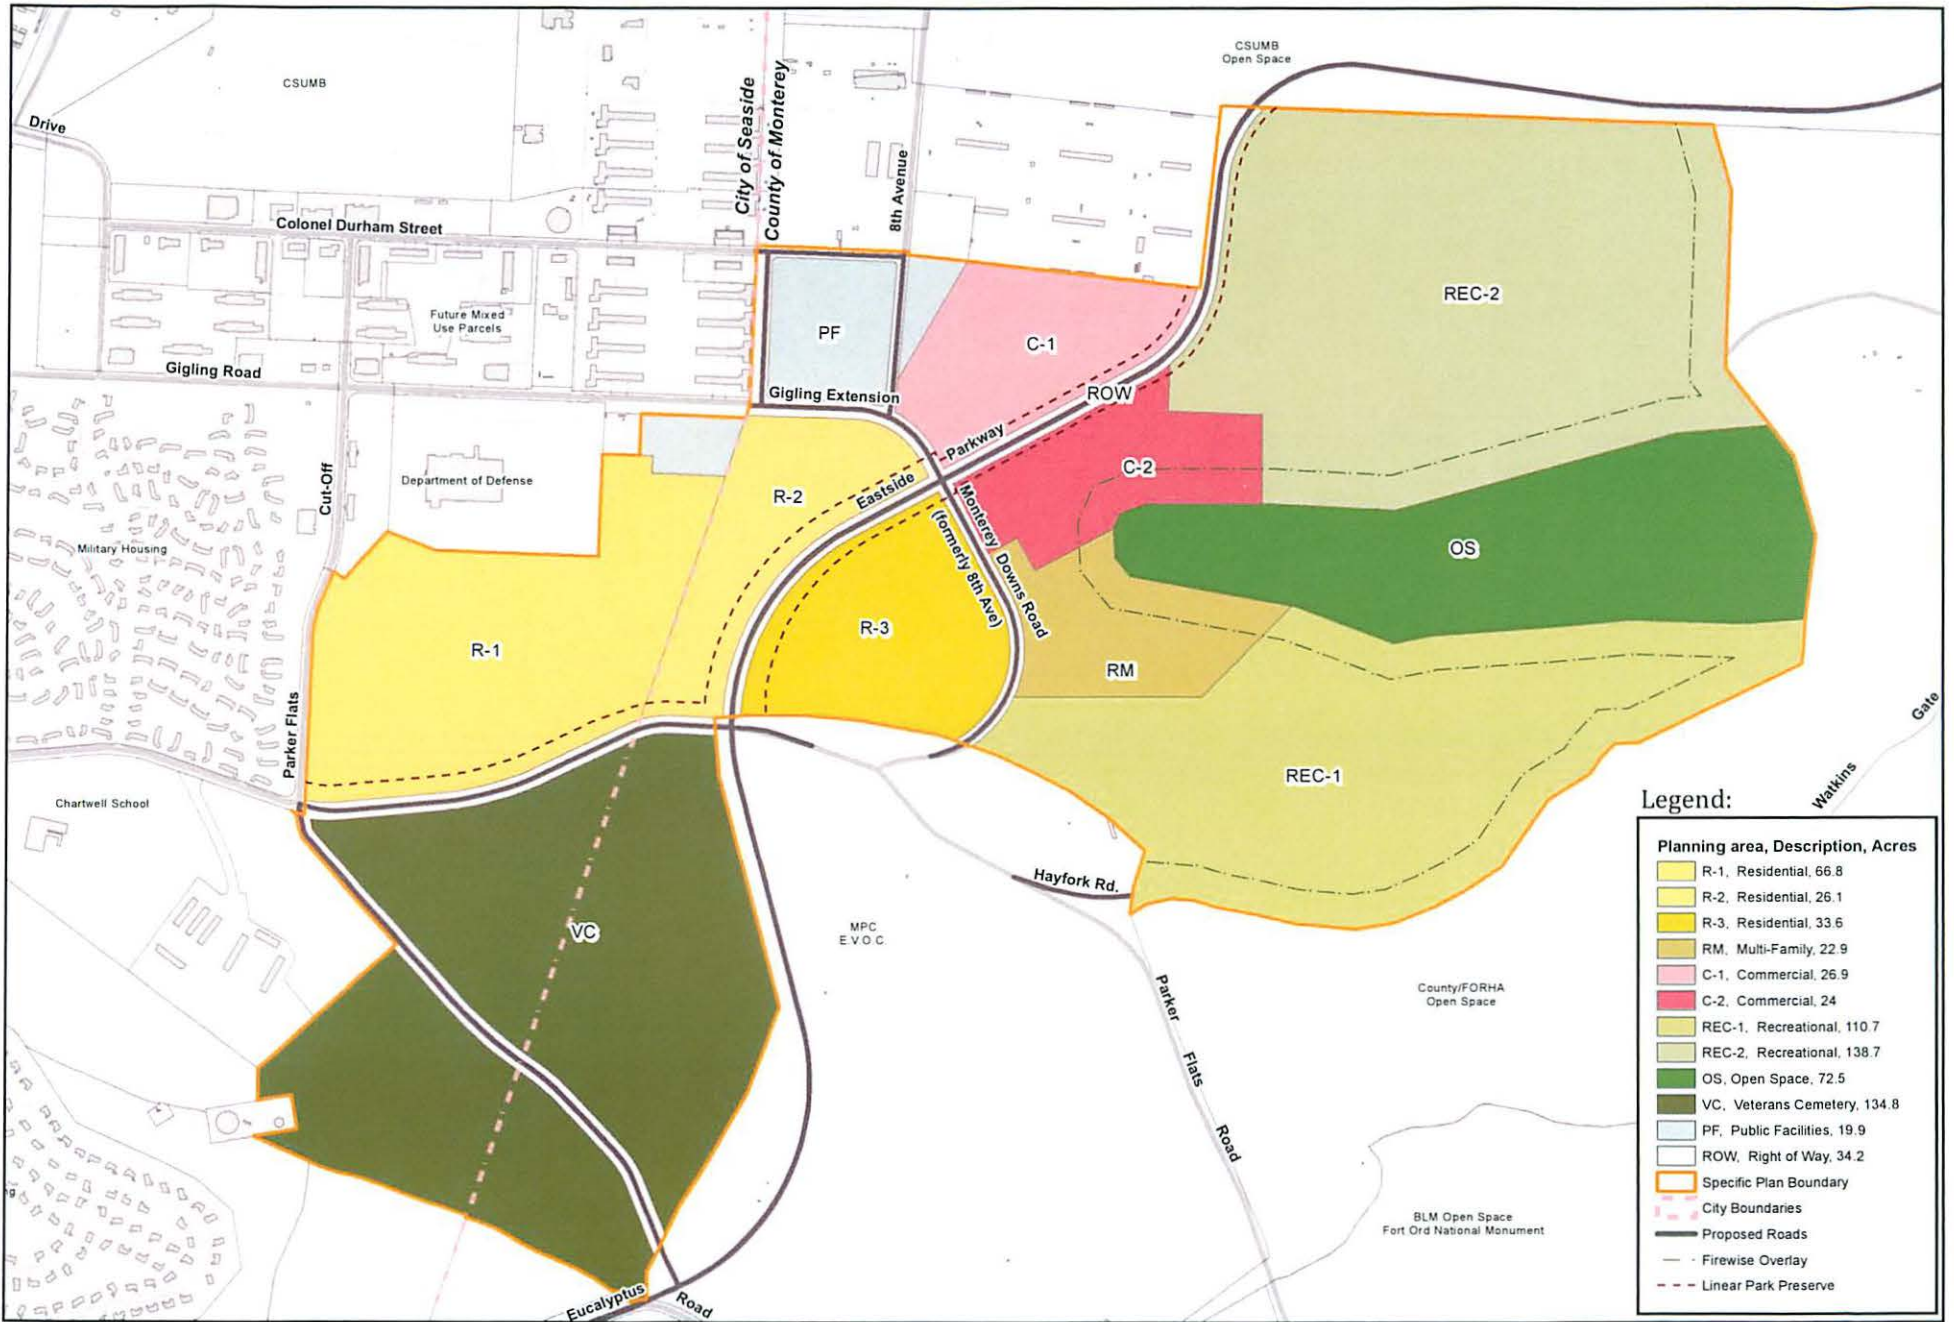 CSUMB
Open Space
CSUMB
Drive
City of Seaside
County of Monterey
8th Avenue
Colonel Durham Street
REC-2
Future Mixed
Use Parcels
PF
C-1
Gigling Road
Gigling Extension
ROW
Parkway
C-2
Department of Defense
Cut-Off
R-2
Eastside
Monterey Downs Road
(formerly 8th Ave)
Military Housing
OS
R-3
R-1
RM
Parker Flats
REC-1
Gate
Watkins
Chartwell School
Hayfork Rd.
VC
MPC
E.V.O.C.
Parker Flats Road
County/FORHA
Open Space
BLM Open Space
Fort Ord National Monument
Eucalyptus Road
Legend:
Planning area, Description, Acres
R-1, Residential, 66.8
R-2, Residential, 26.1
R-3, Residential, 33.6
RM, Multi-Family, 22.9
C-1, Commercial, 26.9
C-2, Commercial, 24
REC-1, Recreational, 110.7
REC-2, Recreational, 138.7
OS, Open Space, 72.5
VC, Veterans Cemetery, 134.8
PF, Public Facilities, 19.9
ROW, Right of Way, 34.2
Specific Plan Boundary
City Boundaries
Proposed Roads
Firewise Overlay
Linear Park Preserve